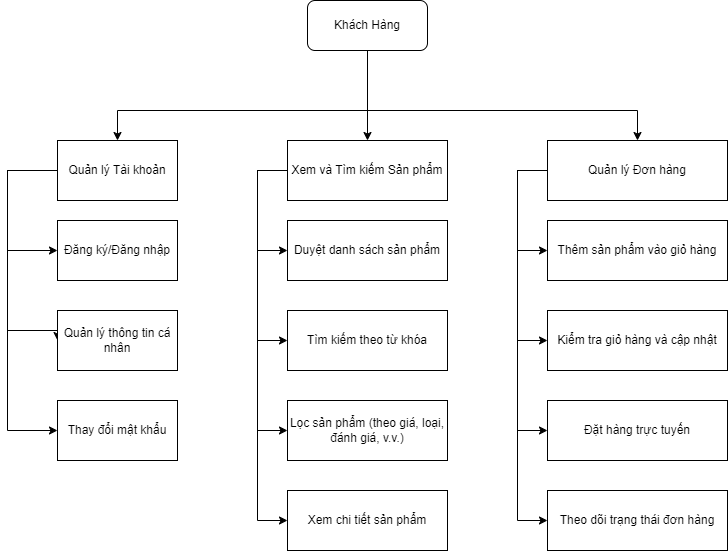 Khách Hàng
Quản lý Tài khoản
Xem và Tìm kiếm Sản phẩm
Quản lý Đơn hàng
Đăng ký/Đăng nhập
Duyệt danh sách sản phẩm
Thêm sản phẩm vào giỏ hàng
Quản lý thông tin cá
nhân
Tìm kiếm theo từ khóa
Kiểm tra giỏ hàng và cập nhật
Thay đổi mật khẩu
Lọc sản phẩm (theo giá, loại,
đánh giá, v.v.)
Đặt hàng trực tuyến
Xem chi tiết sản phẩm
Theo dõi trạng thái đơn hàng